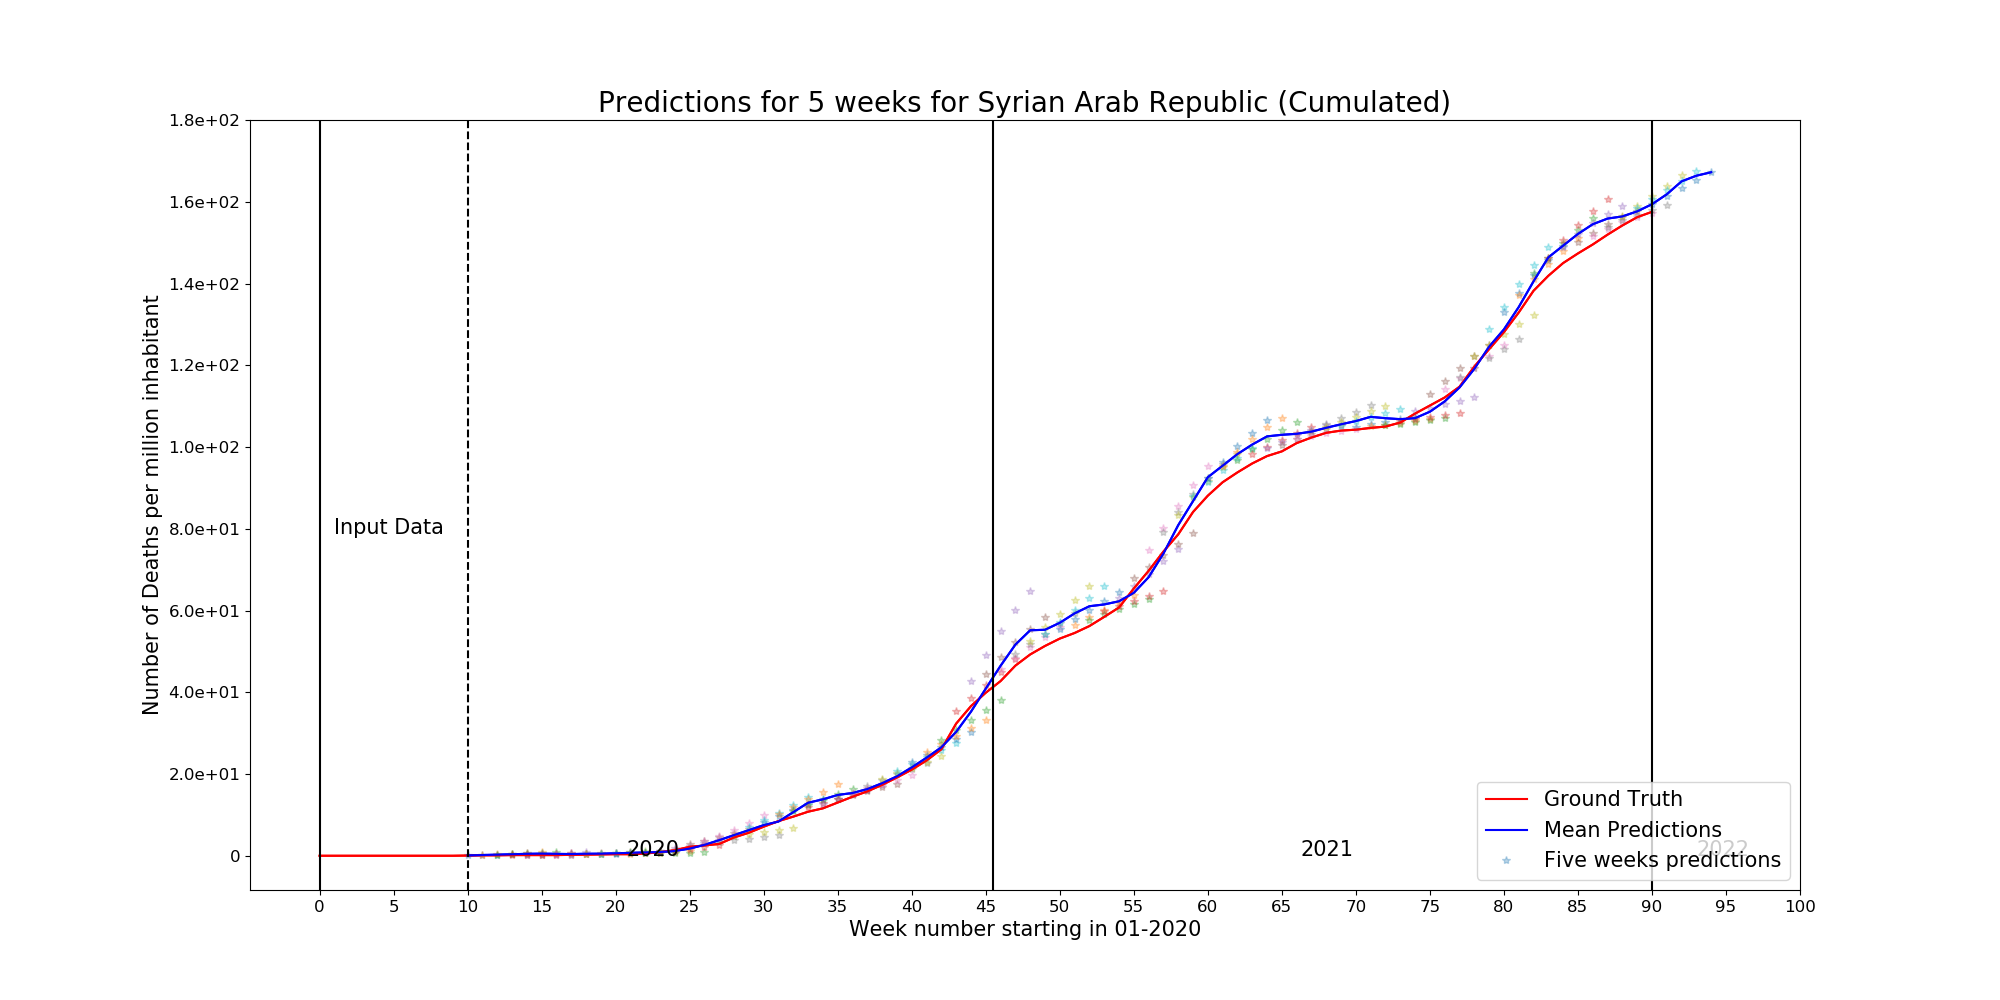 Predictions for 5 weeks for Syrian Arab Republic (Cumulated)
Number of Deaths per million inhabitant
1.8e+02
1.6e+02
1.4e+02
1.2e+02
1.0e+02
8.0e+01
6.0e+01
4.0e+01
2.0e+01
0
Input Data
2020
2021
2022
Ground Truth
Mean Predictions
Five weeks predictions
0 5 10 15 20 25 30 35 40 45 50 55 60 65 70 75 80 85 90 95 100
Week number starting in 01-2020